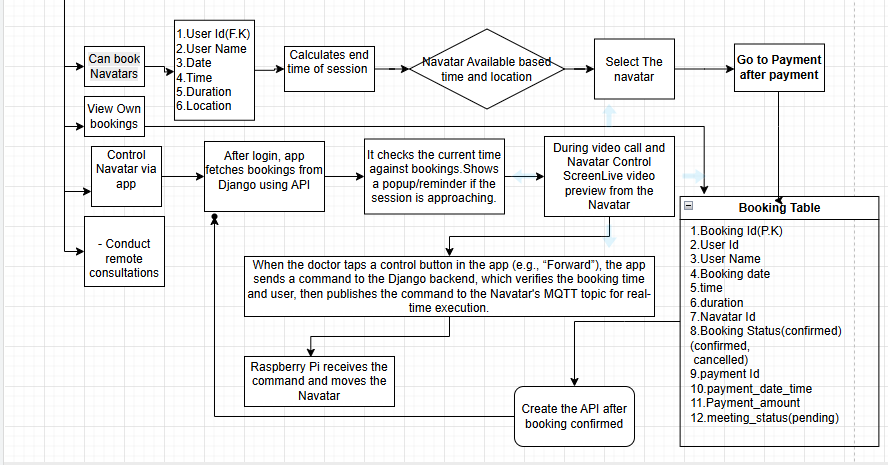 Can book
Navatars
1.User Id(F.K)
2.User Name
3.Date
4.Time
5.Duration
6.Location
Calculates end
time of session
Navatar Available based
time and location
Select The
navatar
Go to Payment
after payment
View Own
bookings
Control
Navatar via
app
After login, app
fetches bookings from
Django using API
It checks the current time
against bookings.Shows
a popup/reminder if the
session is approaching.
During video call and
Navatar Control
ScreenLive video
preview from the
Navatar
- Conduct
remote
consultations
When the doctor taps a control button in the app (e.g., “Forward”), the app
sends a command to the Django backend, which verifies the booking time
and user, then publishes the command to the Navatar's MQTT topic for real-
time execution.
Raspberry Pi receives the
command and moves the
Navatar
Create the API after
booking confirmed
Booking Table
1.Booking Id(P.K)
2.User Id
3.User Name
4.Booking date
5.time
6.duration
7.Navatar Id
8.Booking Status(confirmed)
(confirmed,
cancelled)
9.payment Id
10.payment_date_time
11.Payment_amount
12.meeting_status(pending)